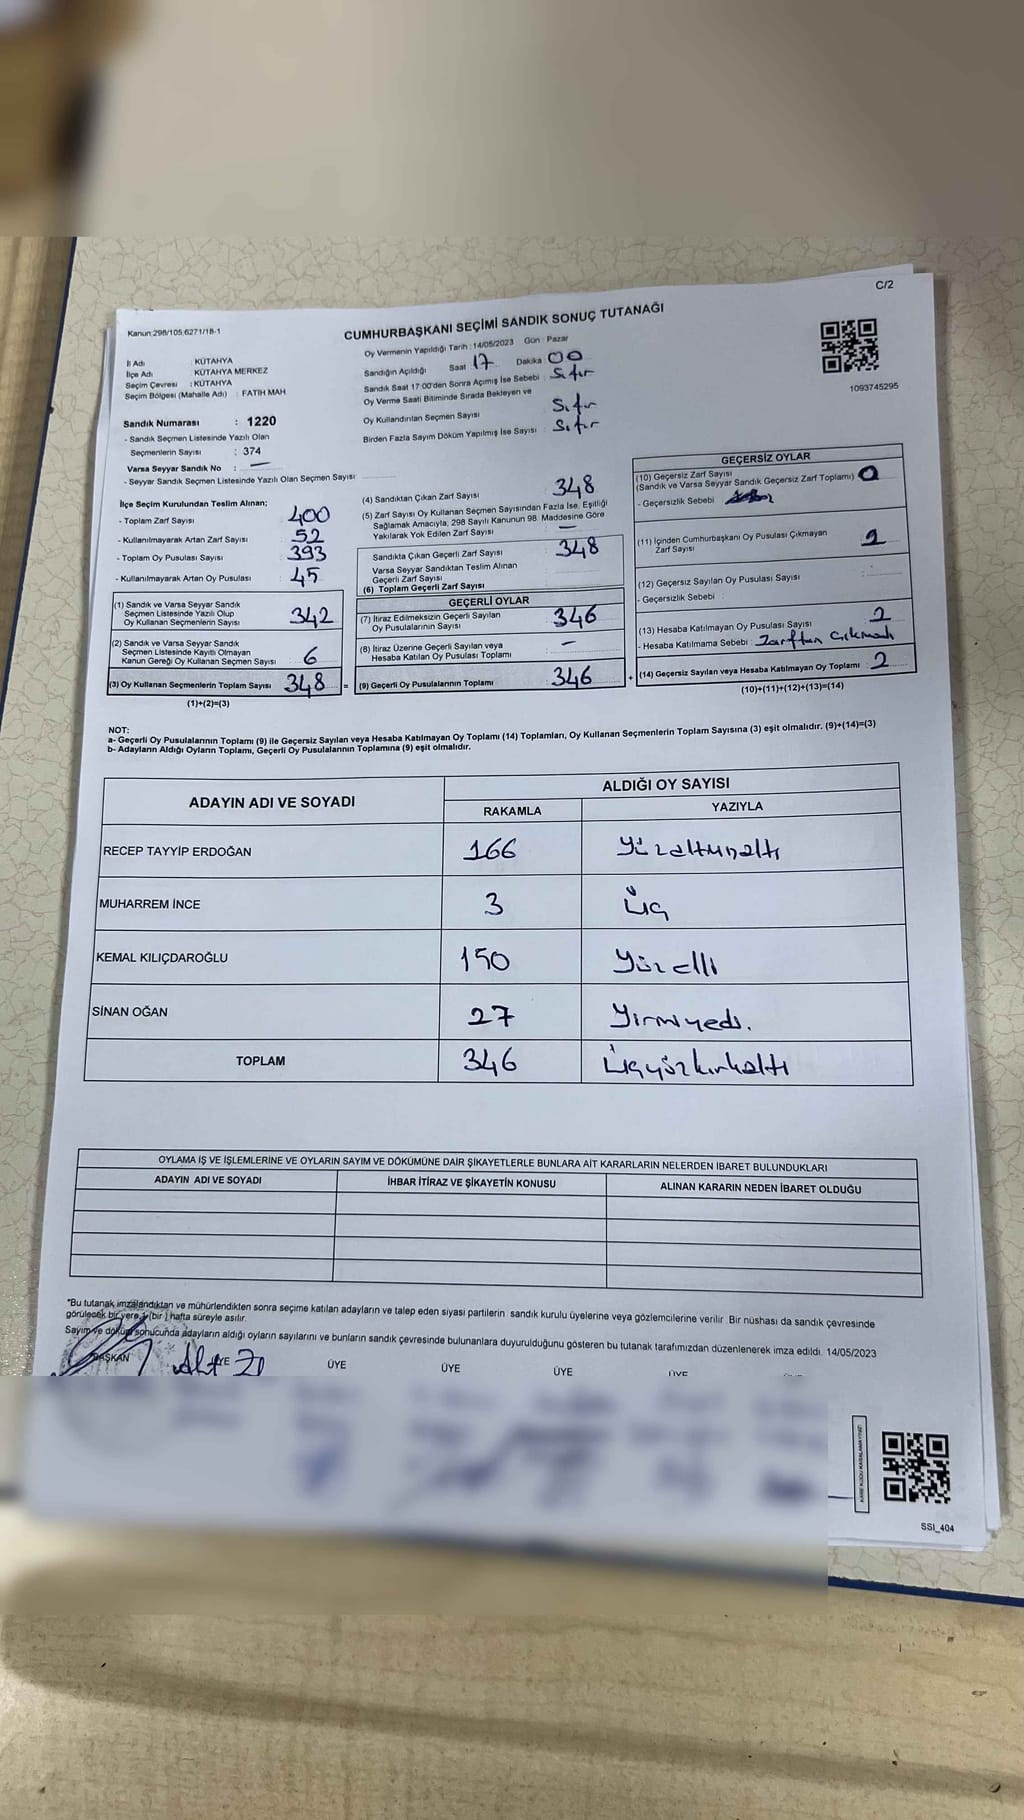 C/2
Kanun:298/105,6271/18-1
CUMHURBAŞKANI SEÇİMİ SANDIK SONUÇ TUTANAĞI
1093745295
İl Adı : KÜTAHYA
İlçe Adı : KÜTAHYA MERKEZ
Seçim Çevresi : KÜTAHYA
Seçim Bölgesi (Mahalle Adı) : FATİH MAH
Sandık Numarası : 1220
- Sandık Seçmen Listesinde Yazılı Olan
Seçmenlerin Sayısı : 374
Varsa Seyyar Sandık No : —
- Seyyar Sandık Seçmen Listesinde Yazılı Olan Seçmen Sayısı :
Oy Vermenin Yapıldığı Tarih : 14/05/2023 Gün : Pazar
Sandığın Açıldığı Saat : 17 Dakika : 00
Sandık Saat 17:00'den Sonra Açılmış İse Sebebi : Sıfır
Oy Verme Saati Bitiminde Sırada Bekleyen ve
Oy Kullandırılan Seçmen Sayısı : Sıfır
Birden Fazla Sayım Döküm Yapılmış İse Sayısı : Sıfır
İlçe Seçim Kurulundan Teslim Alınan;
- Toplam Zarf Sayısı : 400
- Kullanılmayarak Artan Zarf Sayısı : 52
- Toplam Oy Pusulası Sayısı : 393
- Kullanılmayarak Artan Oy Pusulası : 45
(1) Sandık ve Varsa Seyyar Sandık
Seçmen Listesinde Yazılı Olup
Oy Kullanan Seçmenlerin Sayısı : 342
(2) Sandık ve Varsa Seyyar Sandık
Seçmen Listesinde Kayıtlı Olmayan
Kanun Gereği Oy Kullanan Seçmen Sayısı : 6
(3) Oy Kullanan Seçmenlerin Toplam Sayısı : 348 =
(1)+(2)=(3)
(4) Sandıktan Çıkan Zarf Sayısı : 348
(5) Zarf Sayısı Oy Kullanan Seçmen Sayısından Fazla İse, Eşitliği
Sağlamak Amacıyla, 298 Sayılı Kanunun 98. Maddesine Göre
Yakılarak Yok Edilen Zarf Sayısı : —
Sandıkta Çıkan Geçerli Zarf Sayısı : 348
Varsa Seyyar Sandıktan Teslim Alınan
Geçerli Zarf Sayısı
(6) Toplam Geçerli Zarf Sayısı
GEÇERLİ OYLAR
(7) İtiraz Edilmeksizin Geçerli Sayılan
Oy Pusulalarının Sayısı : 346
(8) İtiraz Üzerine Geçerli Sayılan veya
Hesaba Katılan Oy Pusulası Toplamı : —
(9) Geçerli Oy Pusulalarının Toplamı : 346 +
GEÇERSİZ OYLAR
(10) Geçersiz Zarf Sayısı
(Sandık ve Varsa Seyyar Sandık Geçersiz Zarf Toplamı) : 0
- Geçersizlik Sebebi :
(11) İçinden Cumhurbaşkanı Oy Pusulası Çıkmayan
Zarf Sayısı :
(12) Geçersiz Sayılan Oy Pusulası Sayısı :
- Geçersizlik Sebebi :
(13) Hesaba Katılmayan Oy Pusulası Sayısı : 2
- Hesaba Katılmama Sebebi : Zarftan Çıkmadı
(14) Geçersiz Sayılan veya Hesaba Katılmayan Oy Toplamı : 2
(10)+(11)+(12)+(13)=(14)
NOT:
a- Geçerli Oy Pusulalarının Toplamı (9) ile Geçersiz Sayılan veya Hesaba Katılmayan Oy Toplamı (14) Toplamları, Oy Kullanan Seçmenlerin Toplam Sayısına (3) eşit olmalıdır. (9)+(14)=(3)
b- Adayların Aldığı Oyların Toplamı, Geçerli Oy Pusulalarının Toplamına (9) eşit olmalıdır.
ADAYIN ADI VE SOYADI
ALDIĞI OY SAYISI
RAKAMLA YAZIYLA
RECEP TAYYİP ERDOĞAN 166 Yüzaltmışaltı
MUHARREM İNCE 3 Üç
KEMAL KILIÇDAROĞLU 150 Yüzelli
SİNAN OĞAN 27 Yirmiyedi.
TOPLAM 346 Üçyüzkırkaltı
OYLAMA İŞ VE İŞLEMLERİNE VE OYLARIN SAYIM VE DÖKÜMÜNE DAİR ŞİKAYETLERLE BUNLARA AİT KARARLARIN NELERDEN İBARET BULUNDUKLARI
ADAYIN ADI VE SOYADI İHBAR İTİRAZ VE ŞİKAYETİN KONUSU ALINAN KARARIN NEDEN İBARET OLDUĞU
*Bu tutanak imzalandıktan ve mühürlendikten sonra seçime katılan adayların ve talep eden siyasi partilerin sandık kurulu üyelerine veya gözlemcilerine verilir. Bir nüshası da sandık çevresinde
görülecek bir yere 1 (bir) hafta süreyle asılır.
Sayım ve döküm sonucunda adayların aldığı oyların sayılarını ve bunların sandık çevresinde bulunanlara duyurulduğunu gösteren bu tutanak tarafımızdan düzenlenerek imza edildi. 14/05/2023
BAŞKAN ÜYE ÜYE ÜYE ÜYE ÜYE
SSI_404